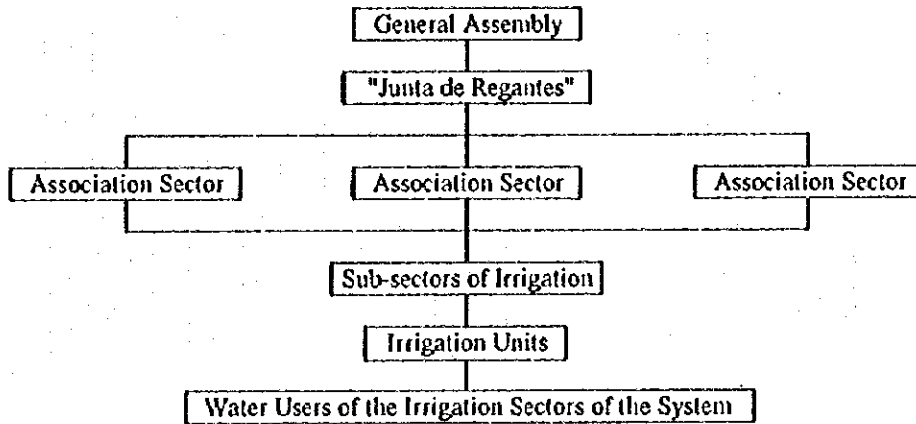 General Assembly
"Junta de Regantes"
Association Sector
Association Sector
Association Sector
Sub-sectors of Irrigation
Irrigation Units
Water Users of the Irrigation Sectors of the System